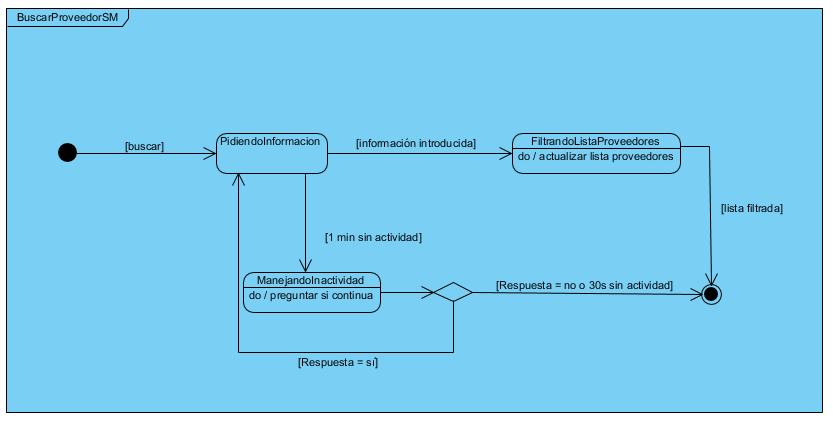 BuscarProveedorSM
[buscar]
PidiendoInformacion
[información introducida]
FiltrandoListaProveedores
do / actualizar lista proveedores
[lista filtrada]
[1 min sin actividad]
ManejandoInactividad
do / preguntar si continua
[Respuesta = no o 30s sin actividad]
[Respuesta = sí]